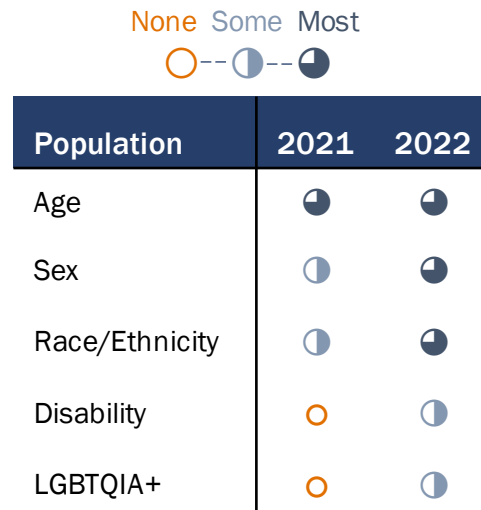 None Some Most
Population 2021 2022
Age
Sex
Race/Ethnicity
Disability
LGBTQIA+